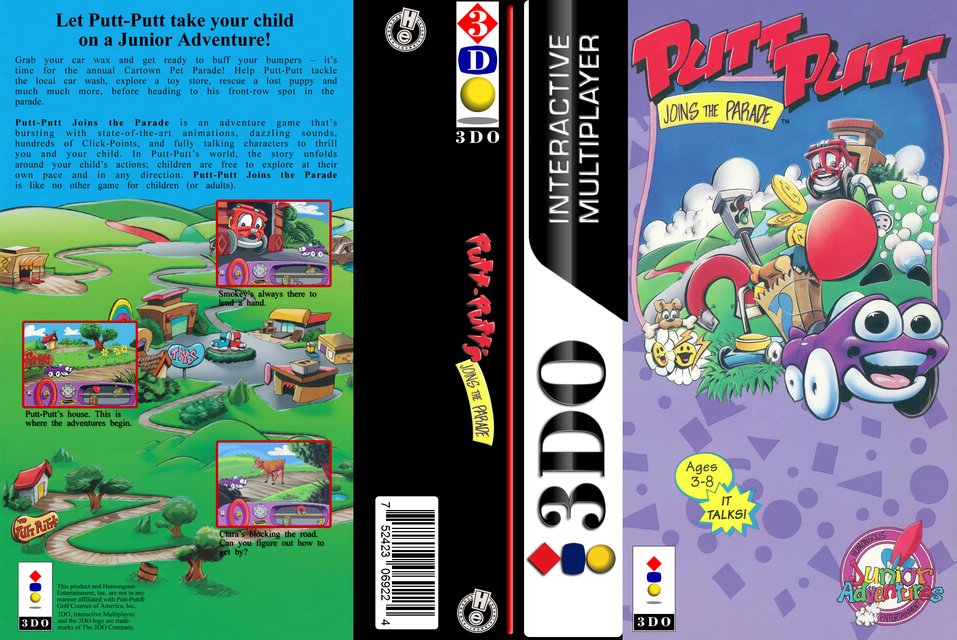 Let Putt-Putt take your child
on a Junior Adventure!
Grab your car wax and get ready to buff your bumpers – it's
time for the annual Cartown Pet Parade! Help Putt-Putt tackle
the local car wash, explore a toy store, rescue a lost puppy and
much much more, before heading to his front-row spot in the
parade.
Putt-Putt Joins the Parade is an adventure game that's
bursting with state-of-the-art animations, dazzling sounds,
hundreds of Click-Points, and fully talking characters to thrill
you and your child. In Putt-Putt's world, the story unfolds
around your child's actions; children are free to explore at their
own pace and in any direction. Putt-Putt Joins the Parade
is like no other game for children (or adults).
Smokey's always there to
lend a hand.
TOYS
Putt-Putt's house. This is
where the adventures begin.
Clara's blocking the road.
Can you figure out how to
get by?
TO
PUTT PUTT'S
3DO
This product and Humongous
Entertainment, Inc. are not in any
manner affiliated with Putt-Putt®
Golf Courses of America, Inc.
3DO, Interactive Multiplayer,
and the 3DO logo are trade-
marks of The 3DO Company.
He
3
D
3DO
Putt-Putt
JOINS THE PARADE
7 52423 06922 4
He
INTERACTIVE
MULTIPLAYER
3DO
PUTT PUTT
JOINS THE PARADE
™
Ages
3-8
IT
TALKS!
3DO
HUMONGOUS
Junior
Adventures
ENTERTAINMENT